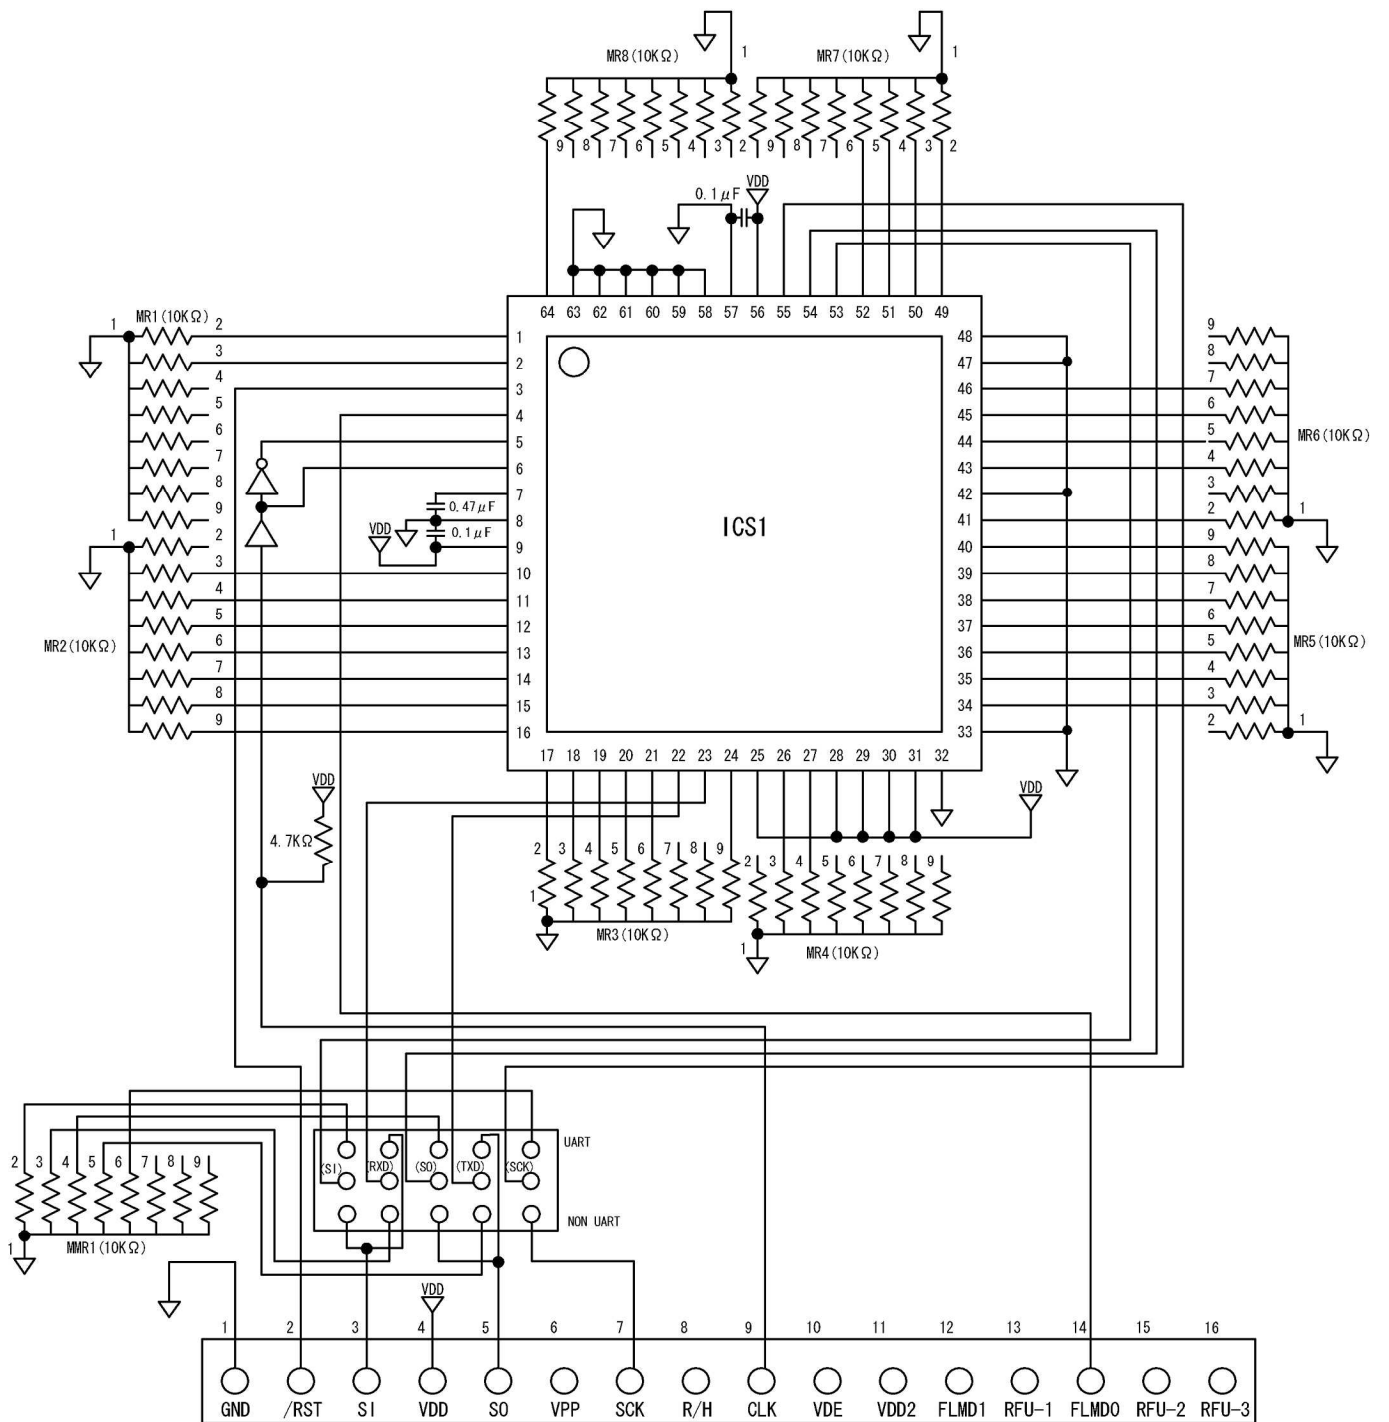 MR8(10KΩ) 1 MR7(10KΩ) 1
9 8 7 6 5 4 3 2 9 8 7 6 5 4 3 2
0.1μF VDD
64 63 62 61 60 59 58 57 56 55 54 53 52 51 50 49
MR1(10KΩ)
1 2 1 48 9
3 2 47 8
4 3 46 7
5 4 45 6
6 5 44 5 MR6(10KΩ)
7 6 43 4
8 7 42 3
0.47μF
9 8 41 2 1
VDD 0.1μF ICS1
1 2 9 40 9
3 10 39 8
4 11 38 7
5 12 37 6
MR2(10KΩ) 6 13 36 5 MR5(10KΩ)
7 14 35 4
8 15 34 3
9 16 33 2 1
17 18 19 20 21 22 23 24 25 26 27 28 29 30 31 32
VDD VDD
4.7KΩ
2 3 4 5 6 7 8 9 2 3 4 5 6 7 8 9
1 MR3(10KΩ) 1 MR4(10KΩ)
UART
2 3 4 5 6 7 8 9 (SI) (RXD) (SO) (TXD) (SCK)
NON UART
1 MMR1(10KΩ)
VDD
1 2 3 4 5 6 7 8 9 10 11 12 13 14 15 16
GND /RST SI VDD SO VPP SCK R/H CLK VDE VDD2 FLMD1 RFU-1 FLMD0 RFU-2 RFU-3